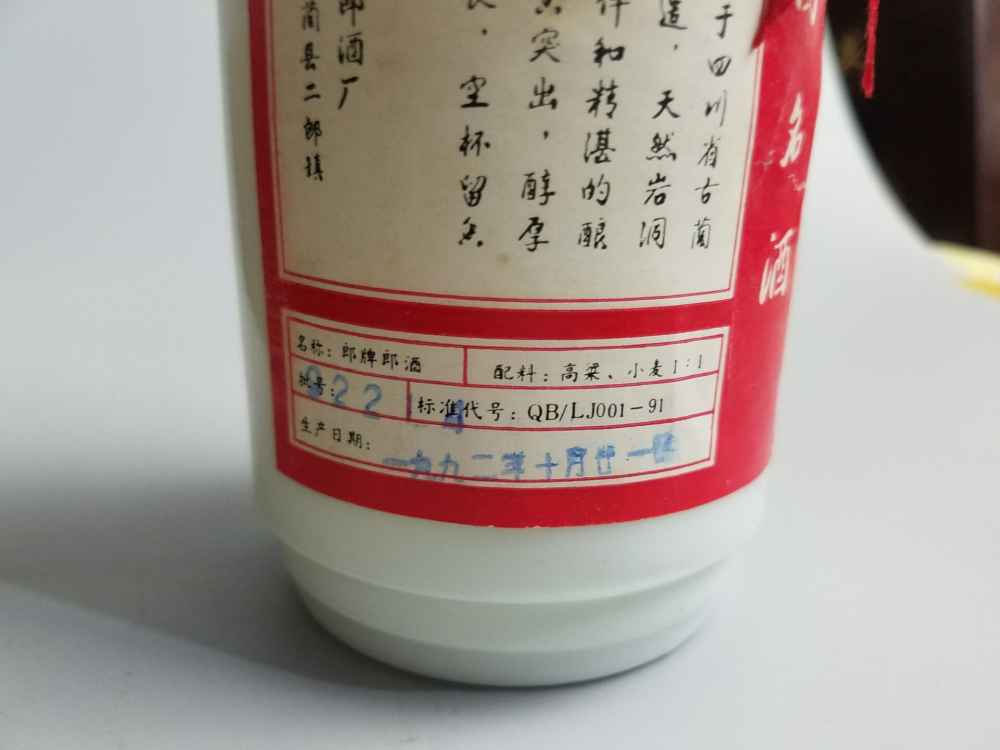 名
酒
于四川省古蔺
道，天然岩洞
件和精湛的酿
突出，醇厚
长，空杯留香
郎酒厂
蔺县二郎镇
名称：郎牌郎酒
配料：高粱、小麦1:1
批号：
标准代号：QB/LJ001-91
生产日期：
一九九二年十月廿一日